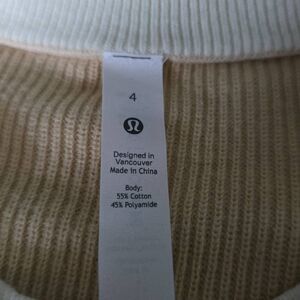 4
Designed in
Vancouver
Made in China
Body:
55% Cotton
45% Polyamide